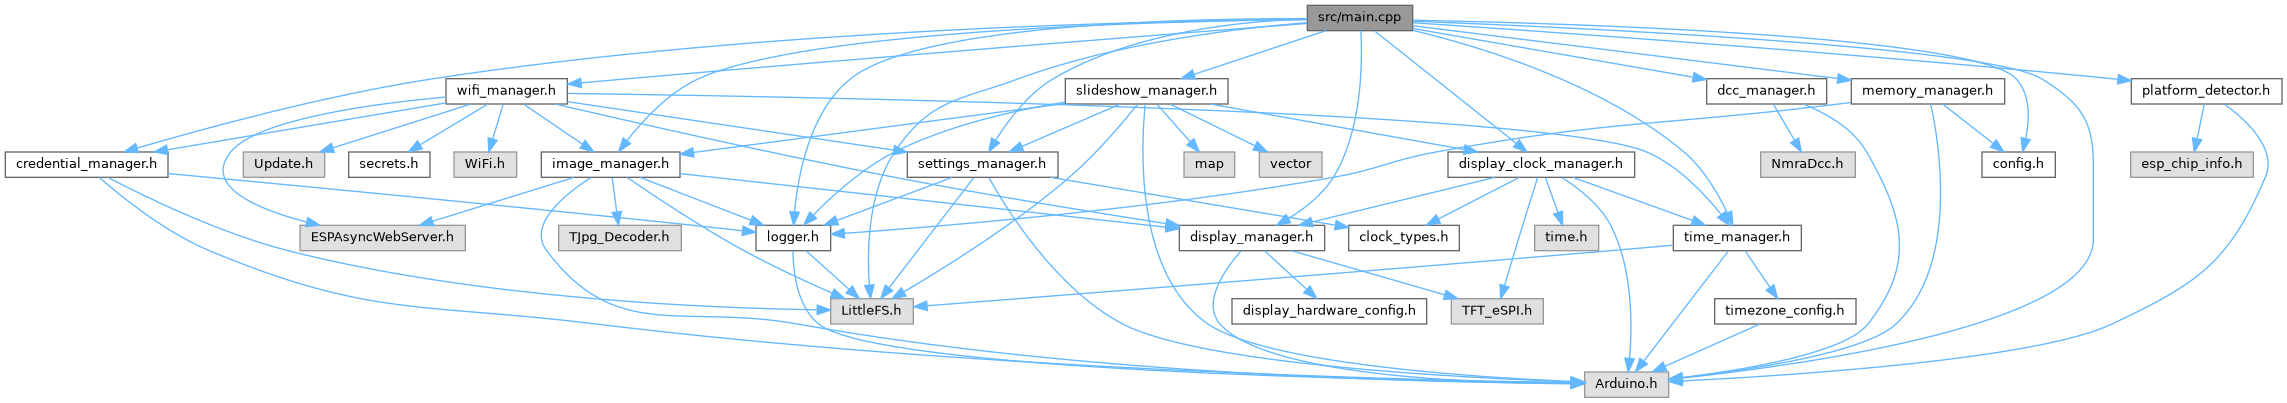 src/main.cpp
wifi_manager.h
slideshow_manager.h
dcc_manager.h
memory_manager.h
platform_detector.h
credential_manager.h
Update.h
secrets.h
WiFi.h
image_manager.h
settings_manager.h
map
vector
display_clock_manager.h
NmraDcc.h
config.h
esp_chip_info.h
ESPAsyncWebServer.h
TJpg_Decoder.h
logger.h
display_manager.h
clock_types.h
time.h
time_manager.h
LittleFS.h
display_hardware_config.h
TFT_eSPI.h
timezone_config.h
Arduino.h